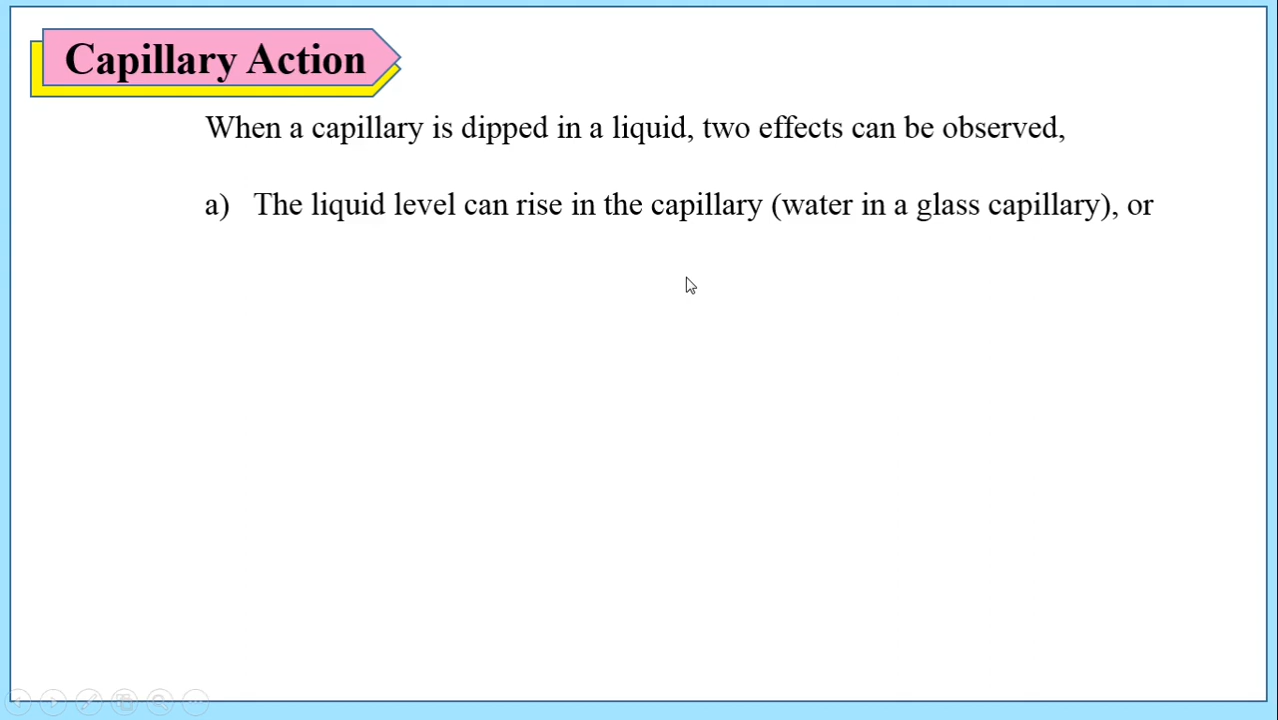 Capillary Action
When a capillary is dipped in a liquid, two effects can be observed,
a) The liquid level can rise in the capillary (water in a glass capillary), or